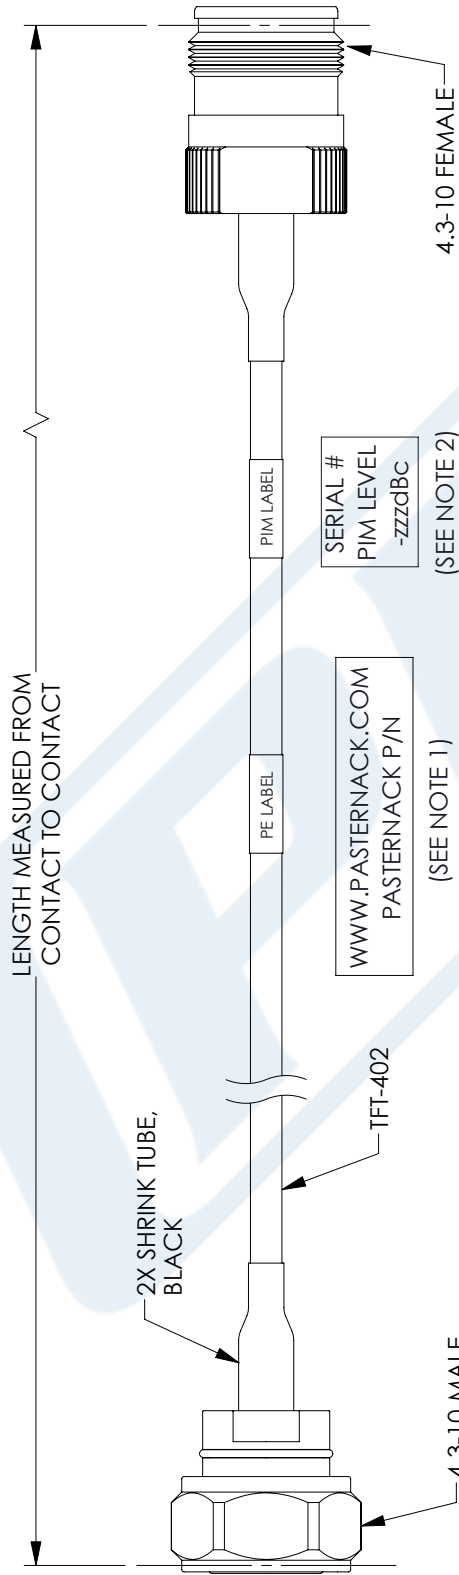 LENGTH MEASURED FROM
CONTACT TO CONTACT
2X SHRINK TUBE,
BLACK
PE LABEL
PIM LABEL
4.3-10 MALE
TFT-402
WWW.PASTERNACK.COM
PASTERNACK P/N
(SEE NOTE 1)
SERIAL #
PIM LEVEL
-zzzdBc
(SEE NOTE 2)
4.3-10 FEMALE